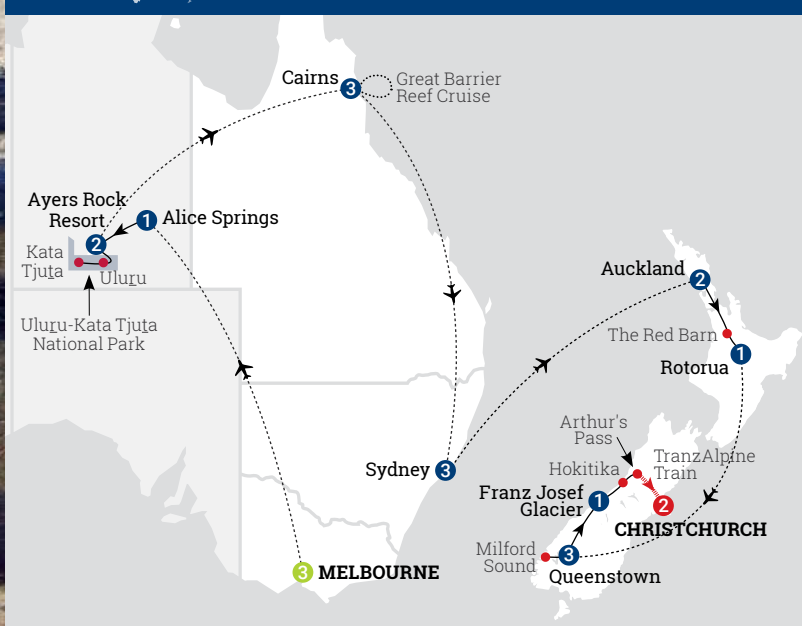 Cairns
3
Great Barrier
Reef Cruise
Ayers Rock
Resort
2
1
Alice Springs
Kata
Tjuṯa
Uluṟu
Uluṟu-Kata Tjuṯa
National Park
Auckland
2
The Red Barn
1
Rotorua
Sydney
3
Arthur's
Pass
TranzAlpine
Train
Hokitika
Franz Josef
Glacier
1
2
CHRISTCHURCH
Milford
Sound
3
Queenstown
3
MELBOURNE